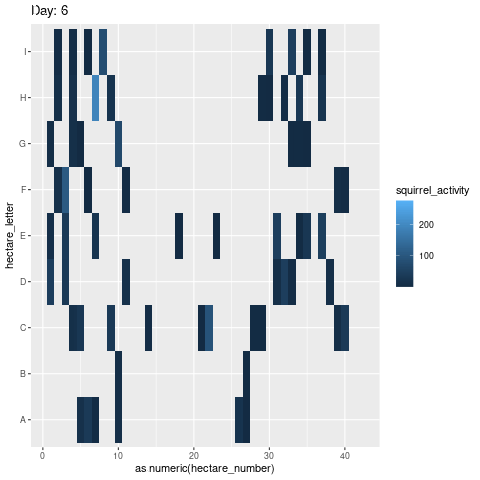 Day: 6
I
H
G
F
E
D
C
B
A
hectare_letter
0
10
20
30
40
as.numeric(hectare_number)
squirrel_activity
200
100